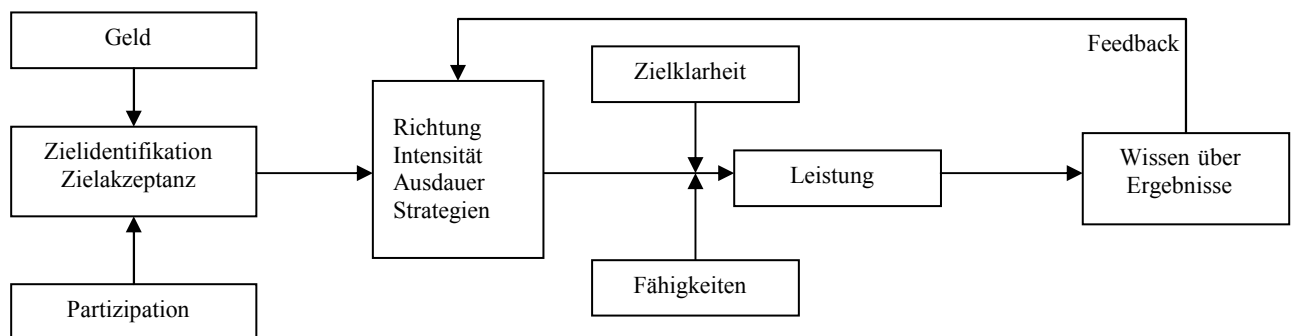 Geld
Feedback
Zielklarheit
Zielidentifikation
Zielakzeptanz
Richtung
Intensität
Ausdauer
Strategien
Leistung
Wissen über
Ergebnisse
Partizipation
Fähigkeiten